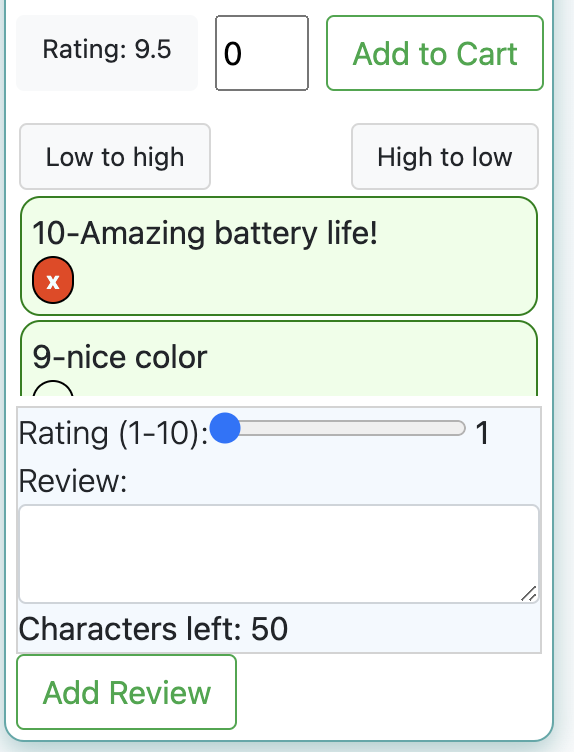 Rating: 9.5 0 Add to Cart
Low to high High to low
10-Amazing battery life!
x
9-nice color
Rating (1-10): 1
Review:
Characters left: 50
Add Review